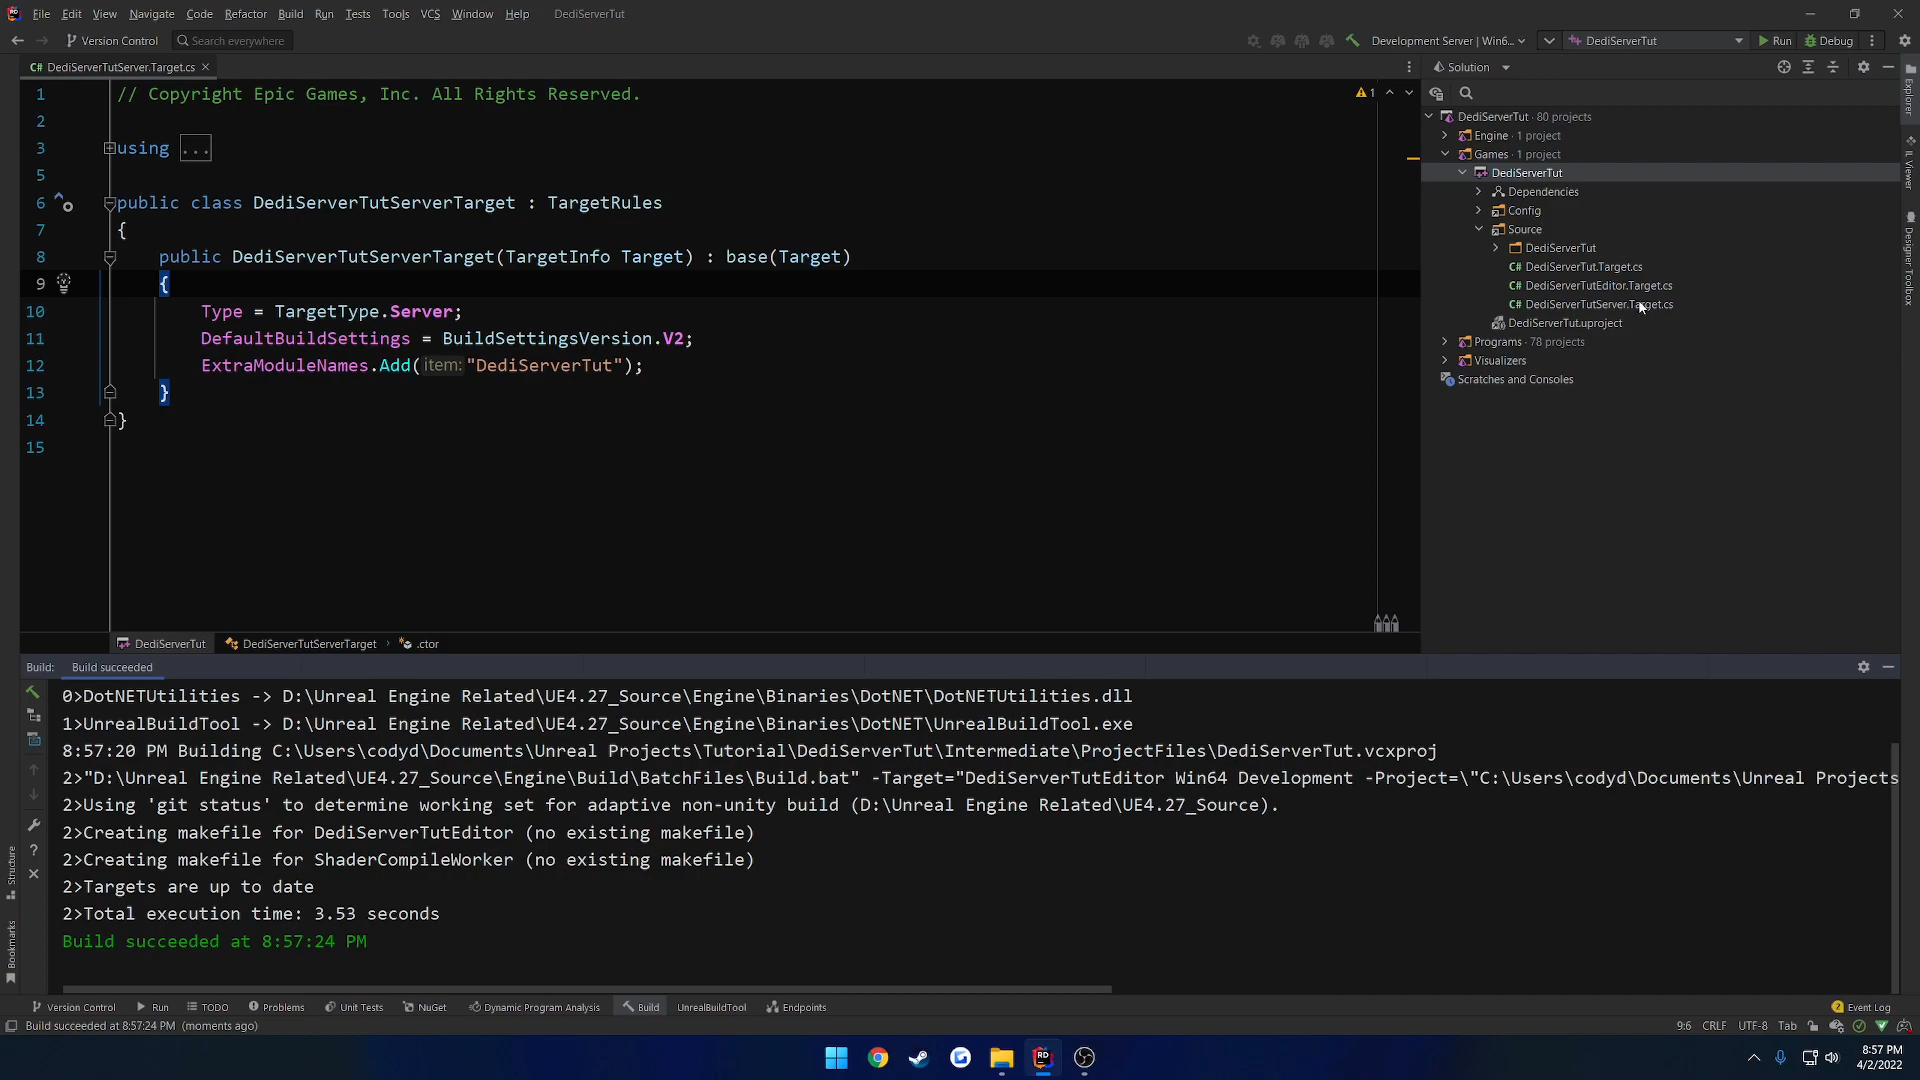 File Edit View Navigate Code Refactor Build Run Tests Tools VCS Window Help DediServerTut
Version Control Search everywhere Development Server | Win6... DediServerTut Run Debug
C# DediServerTutServer.Target.cs
Solution
1 // Copyright Epic Games, Inc. All Rights Reserved.
1
2
3 using ...
5
6 public class DediServerTutServerTarget : TargetRules
7 {
8 public DediServerTutServerTarget(TargetInfo Target) : base(Target)
9 {
10 Type = TargetType.Server;
11 DefaultBuildSettings = BuildSettingsVersion.V2;
12 ExtraModuleNames.Add(item:"DediServerTut");
13 }
14 }
15
DediServerTut · 80 projects
Engine · 1 project
Games · 1 project
DediServerTut
Dependencies
Config
Source
DediServerTut
C# DediServerTut.Target.cs
C# DediServerTutEditor.Target.cs
C# DediServerTutServer.Target.cs
DediServerTut.uproject
Programs · 78 projects
Visualizers
Scratches and Consoles
Explorer
IL Viewer
Designer Toolbox
DediServerTut DediServerTutServerTarget .ctor
Build: Build succeeded
0>DotNETUtilities -> D:\Unreal Engine Related\UE4.27_Source\Engine\Binaries\DotNET\DotNETUtilities.dll
1>UnrealBuildTool -> D:\Unreal Engine Related\UE4.27_Source\Engine\Binaries\DotNET\UnrealBuildTool.exe
8:57:20 PM Building C:\Users\codyd\Documents\Unreal Projects\Tutorial\DediServerTut\Intermediate\ProjectFiles\DediServerTut.vcxproj
2>"D:\Unreal Engine Related\UE4.27_Source\Engine\Build\BatchFiles\Build.bat" -Target="DediServerTutEditor Win64 Development -Project=\"C:\Users\codyd\Documents\Unreal Projects
2>Using 'git status' to determine working set for adaptive non-unity build (D:\Unreal Engine Related\UE4.27_Source).
2>Creating makefile for DediServerTutEditor (no existing makefile)
2>Creating makefile for ShaderCompileWorker (no existing makefile)
2>Targets are up to date
2>Total execution time: 3.53 seconds
Build succeeded at 8:57:24 PM
Structure
Bookmarks
Version Control Run TODO Problems Unit Tests NuGet Dynamic Program Analysis Build UnrealBuildTool Endpoints 2 Event Log
Build succeeded at 8:57:24 PM (moments ago) 9:6 CRLF UTF-8 Tab
RD
8:57 PM
4/2/2022